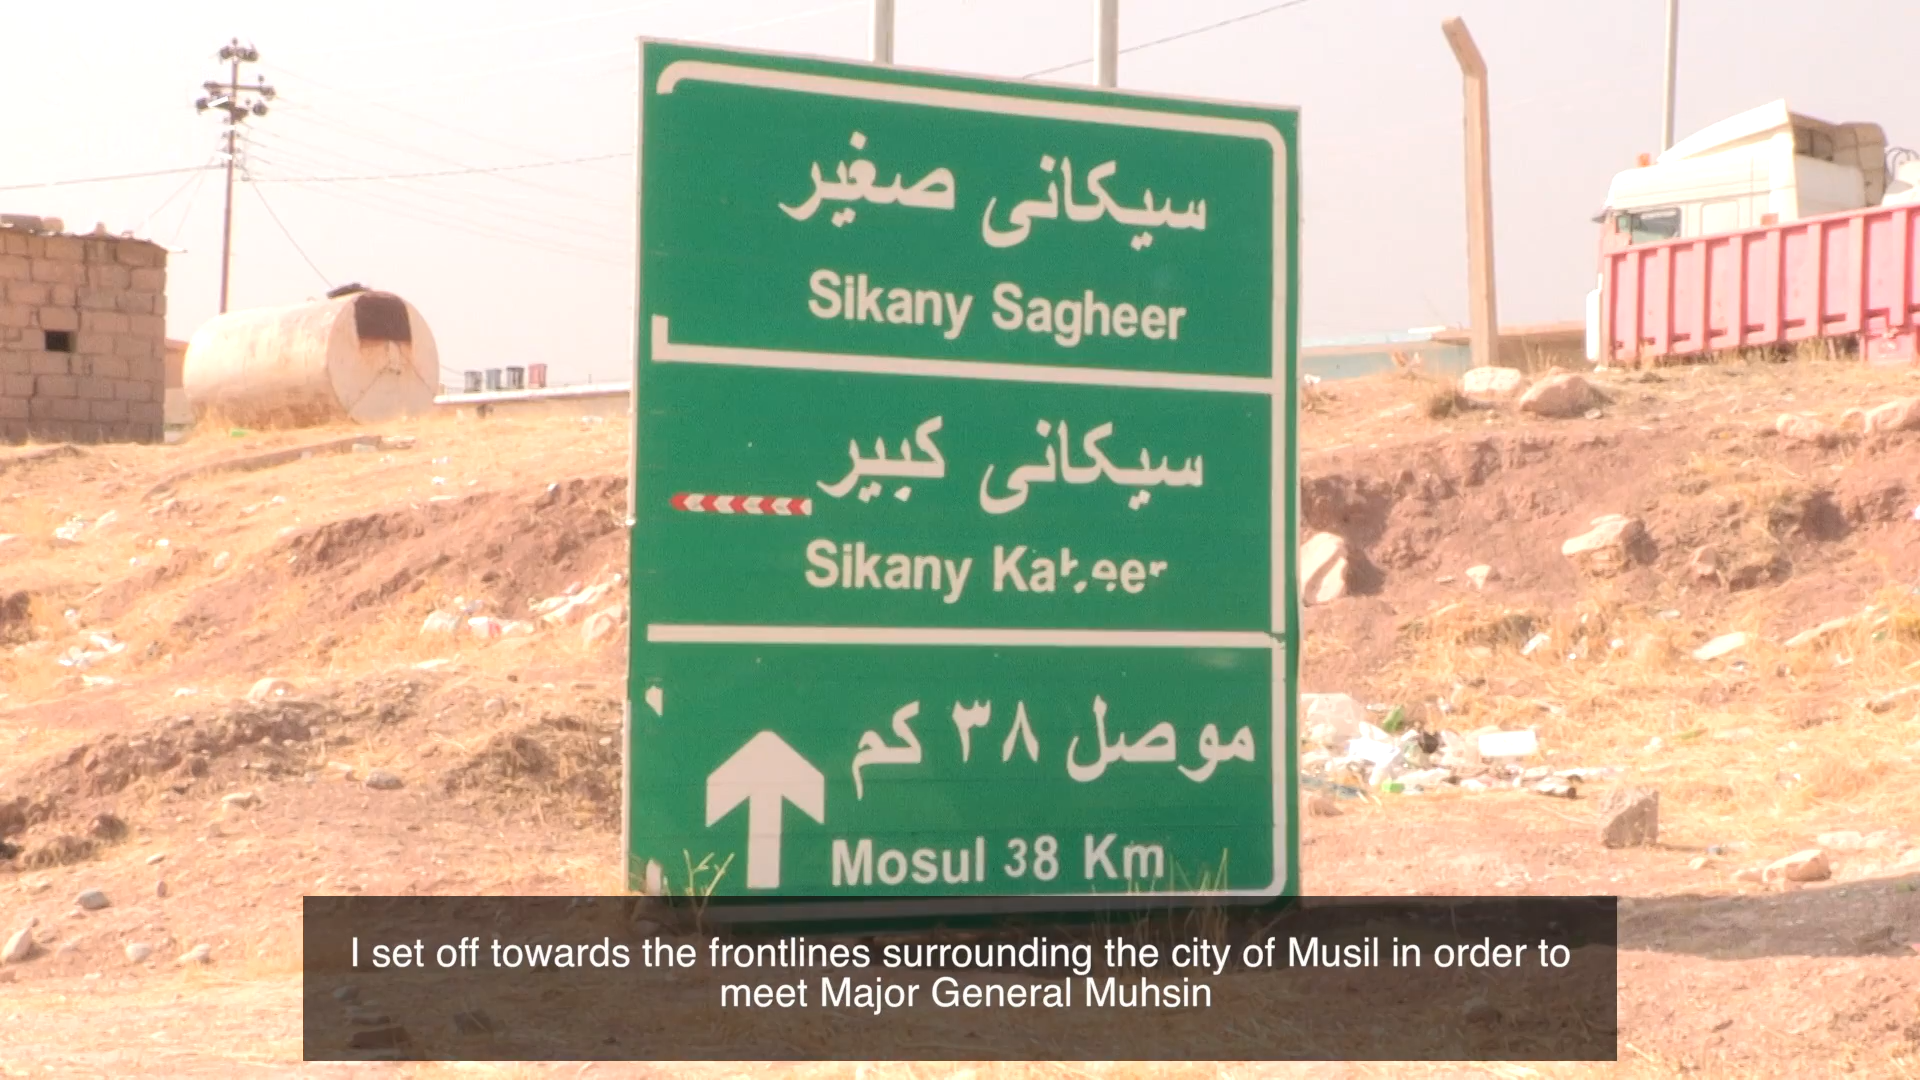 سيكانى صغير
Sikany Sagheer
سيكانى كبير
Sikany Kabeer
موصل ٣٨ كم
Mosul 38 Km
I set off towards the frontlines surrounding the city of Musil in order to
meet Major General Muhsin